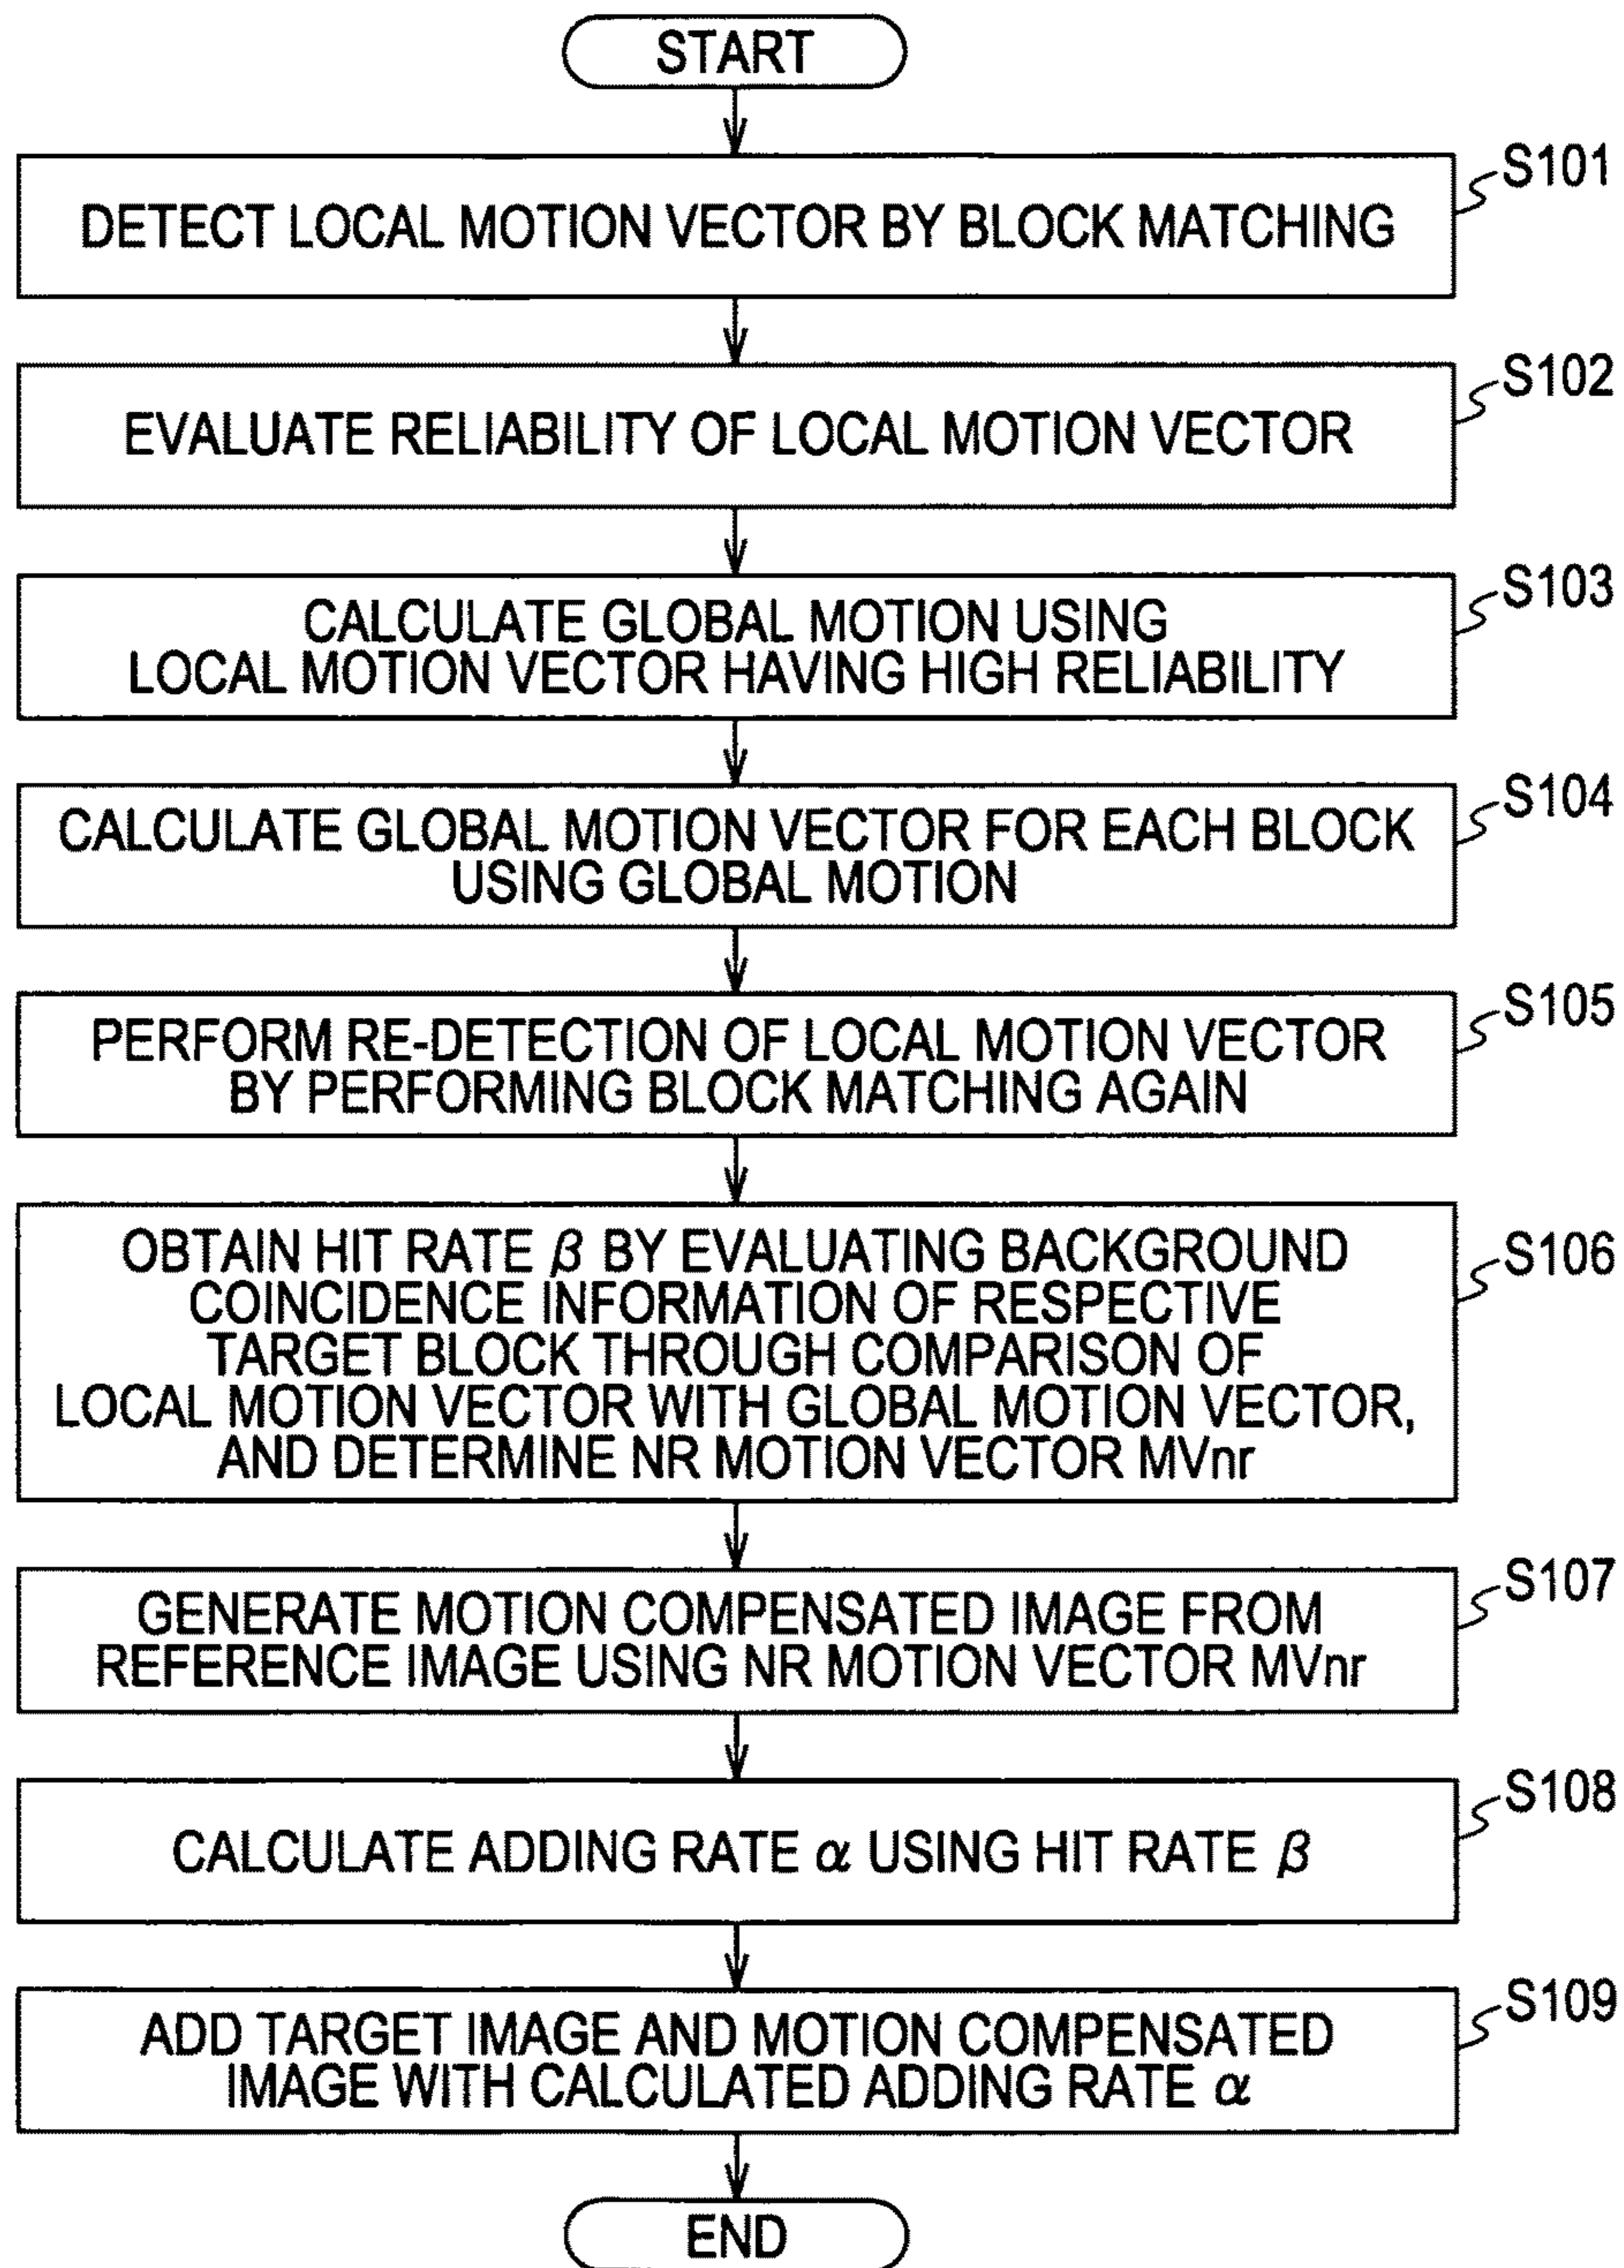 START
S101
DETECT LOCAL MOTION VECTOR BY BLOCK MATCHING
S102
EVALUATE RELIABILITY OF LOCAL MOTION VECTOR
S103
CALCULATE GLOBAL MOTION USING
LOCAL MOTION VECTOR HAVING HIGH RELIABILITY
S104
CALCULATE GLOBAL MOTION VECTOR FOR EACH BLOCK
USING GLOBAL MOTION
S105
PERFORM RE-DETECTION OF LOCAL MOTION VECTOR
BY PERFORMING BLOCK MATCHING AGAIN
S106
OBTAIN HIT RATE β BY EVALUATING BACKGROUND
COINCIDENCE INFORMATION OF RESPECTIVE
TARGET BLOCK THROUGH COMPARISON OF
LOCAL MOTION VECTOR WITH GLOBAL MOTION VECTOR,
AND DETERMINE NR MOTION VECTOR MVnr
S107
GENERATE MOTION COMPENSATED IMAGE FROM
REFERENCE IMAGE USING NR MOTION VECTOR MVnr
S108
CALCULATE ADDING RATE α USING HIT RATE β
S109
ADD TARGET IMAGE AND MOTION COMPENSATED
IMAGE WITH CALCULATED ADDING RATE α
END